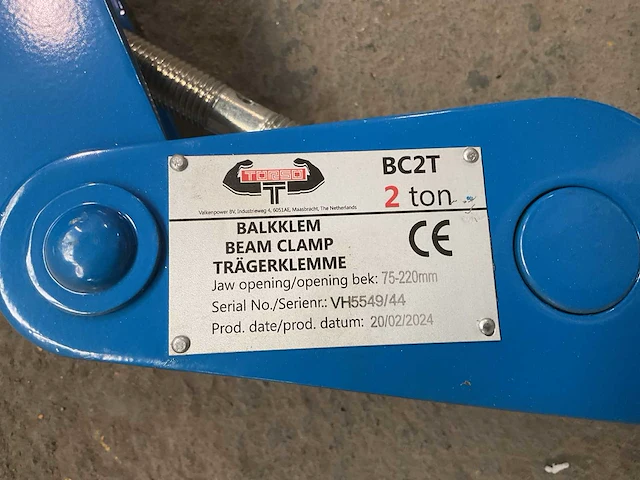 TORSO
T
Valkenpower BV, Industrieweg 4, 6051AE, Maasbracht, The Netherlands
BC2T
2 ton
BALKKLEM
BEAM CLAMP
TRÄGERKLEMME
CE
Jaw opening/opening bek: 75-220mm
Serial No./Serienr.: VH5549/44
Prod. date/prod. datum: 20/02/2024